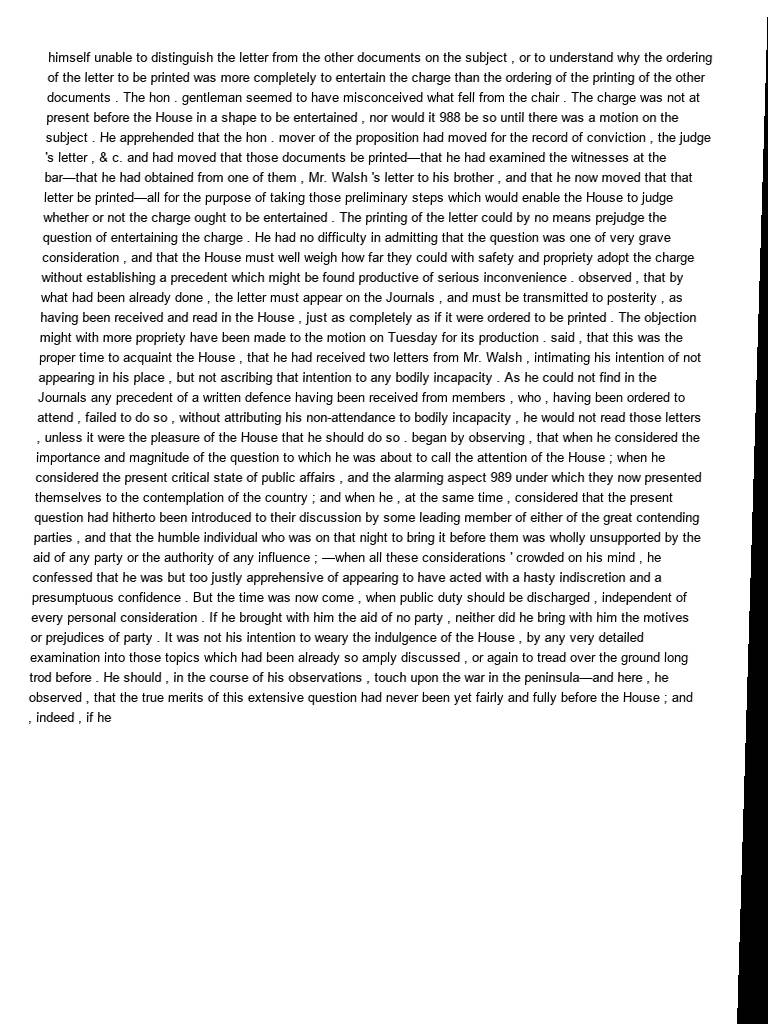 himself unable to distinguish the letter from the other documents on the subject , or to understand why the ordering
of the letter to be printed was more completely to entertain the charge than the ordering of the printing of the other
documents . The hon . gentleman seemed to have misconceived what fell from the chair . The charge was not at
present before the House in a shape to be entertained , nor would it 988 be so until there was a motion on the
subject . He apprehended that the hon . mover of the proposition had moved for the record of conviction , the judge
's letter , & c. and had moved that those documents be printed—that he had examined the witnesses at the
bar—that he had obtained from one of them , Mr. Walsh 's letter to his brother , and that he now moved that that
letter be printed—all for the purpose of taking those preliminary steps which would enable the House to judge
whether or not the charge ought to be entertained . The printing of the letter could by no means prejudge the
question of entertaining the charge . He had no difficulty in admitting that the question was one of very grave
consideration , and that the House must well weigh how far they could with safety and propriety adopt the charge
without establishing a precedent which might be found productive of serious inconvenience . observed , that by
what had been already done , the letter must appear on the Journals , and must be transmitted to posterity , as
having been received and read in the House , just as completely as if it were ordered to be printed . The objection
might with more propriety have been made to the motion on Tuesday for its production . said , that this was the
proper time to acquaint the House , that he had received two letters from Mr. Walsh , intimating his intention of not
appearing in his place , but not ascribing that intention to any bodily incapacity . As he could not find in the
Journals any precedent of a written defence having been received from members , who , having been ordered to
attend , failed to do so , without attributing his non-attendance to bodily incapacity , he would not read those letters
, unless it were the pleasure of the House that he should do so . began by observing , that when he considered the
importance and magnitude of the question to which he was about to call the attention of the House ; when he
considered the present critical state of public affairs , and the alarming aspect 989 under which they now presented
themselves to the contemplation of the country ; and when he , at the same time , considered that the present
question had hitherto been introduced to their discussion by some leading member of either of the great contending
parties , and that the humble individual who was on that night to bring it before them was wholly unsupported by the
aid of any party or the authority of any influence ; —when all these considerations ' crowded on his mind , he
confessed that he was but too justly apprehensive of appearing to have acted with a hasty indiscretion and a
presumptuous confidence . But the time was now come , when public duty should be discharged , independent of
every personal consideration . If he brought with him the aid of no party , neither did he bring with him the motives
or prejudices of party . It was not his intention to weary the indulgence of the House , by any very detailed
examination into those topics which had been already so amply discussed , or again to tread over the ground long
trod before . He should , in the course of his observations , touch upon the war in the peninsula—and here , he
observed , that the true merits of this extensive question had never been yet fairly and fully before the House ; and
, indeed , if he